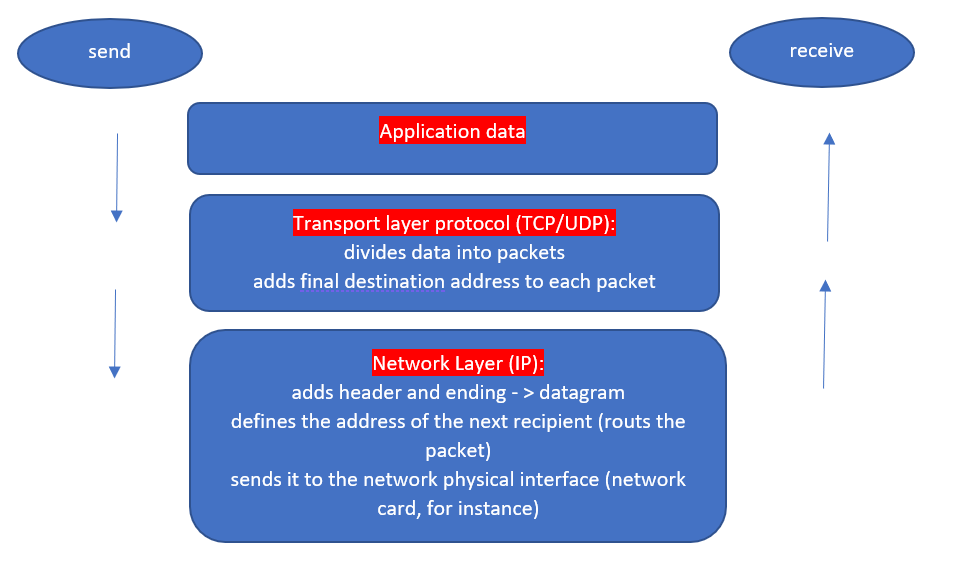 send
receive
Application data
Transport layer protocol (TCP/UDP):
divides data into packets
adds final destination address to each packet
Network Layer (IP):
adds header and ending - > datagram
defines the address of the next recipient (routs the
packet)
sends it to the network physical interface (network
card, for instance)